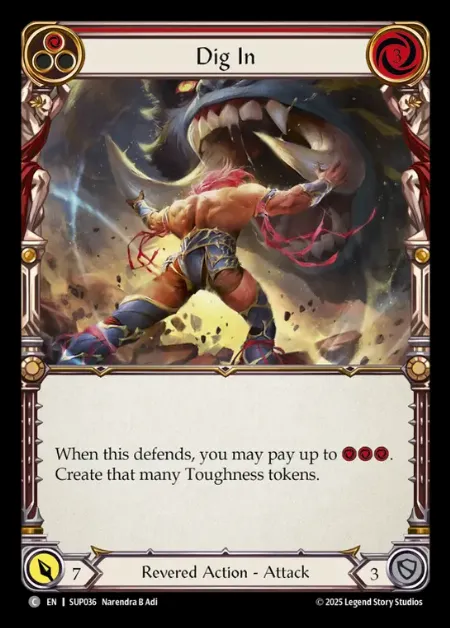 Dig In
3
When this defends, you may pay up to
.
Create that many Toughness tokens.
7
Revered Action - Attack
3
C EN | SUP036 Narendra B Adi
© 2025 Legend Story Studios